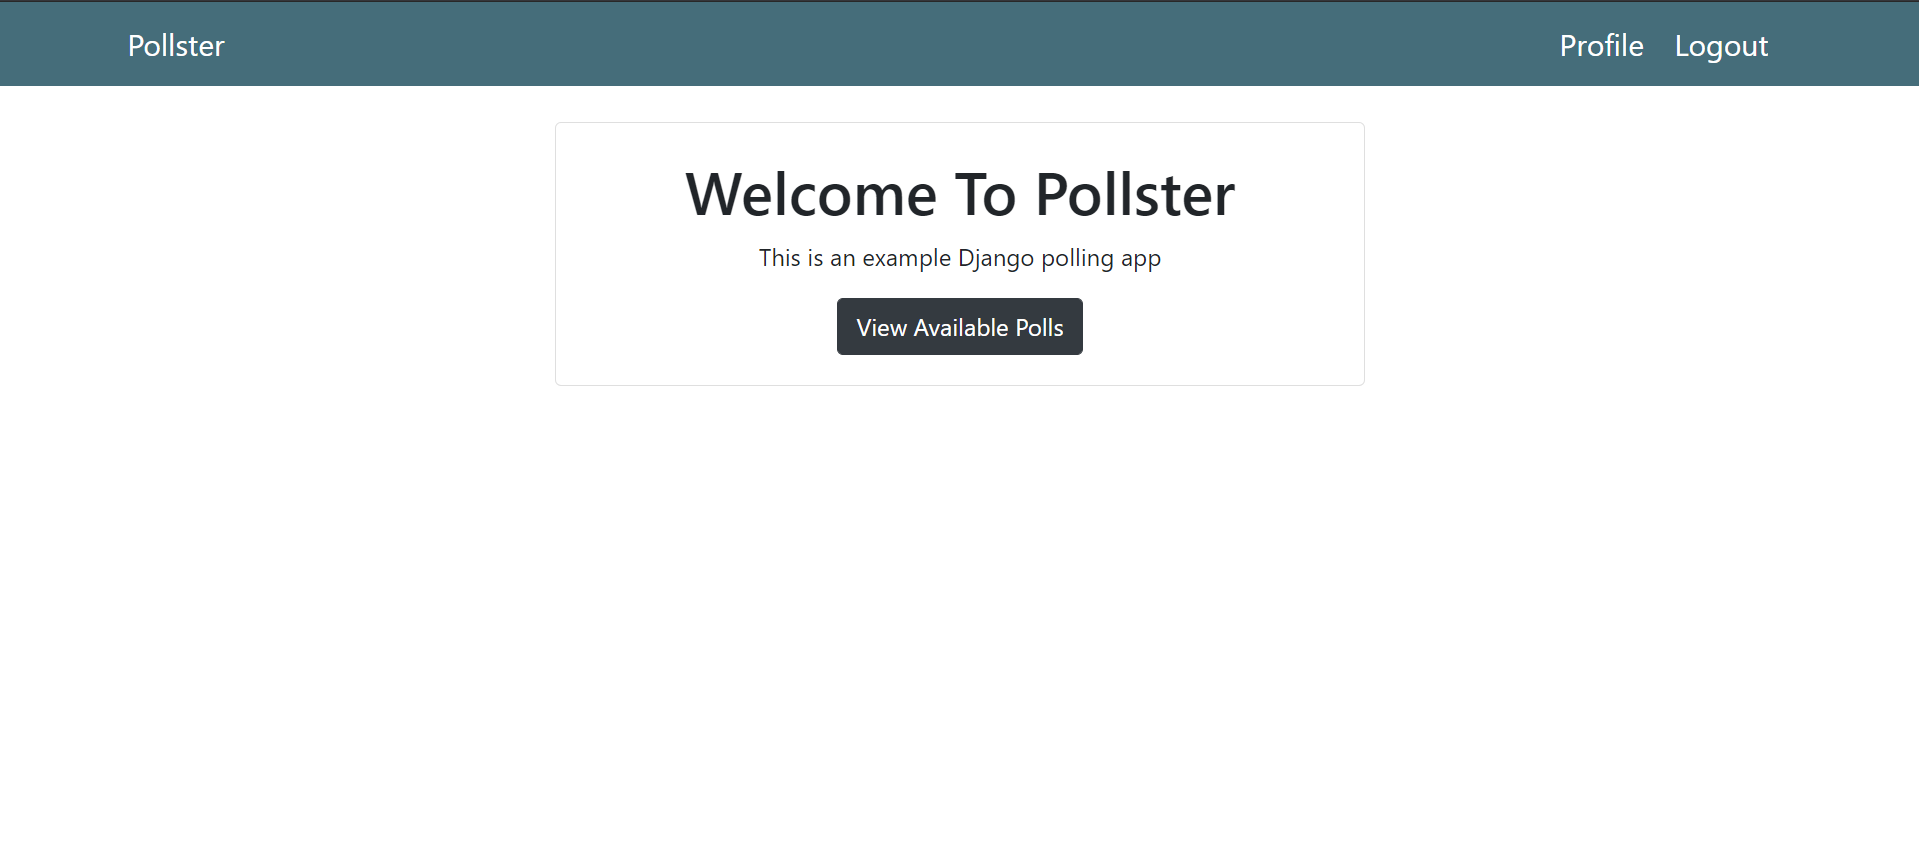 Pollster Profile Logout
Welcome To Pollster
This is an example Django polling app
View Available Polls